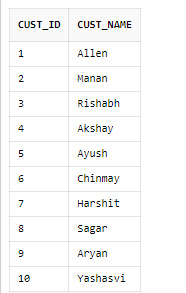 CUST_ID CUST_NAME
1 Allen
2 Manan
3 Rishabh
4 Akshay
5 Ayush
6 Chinmay
7 Harshit
8 Sagar
9 Aryan
10 Yashasvi